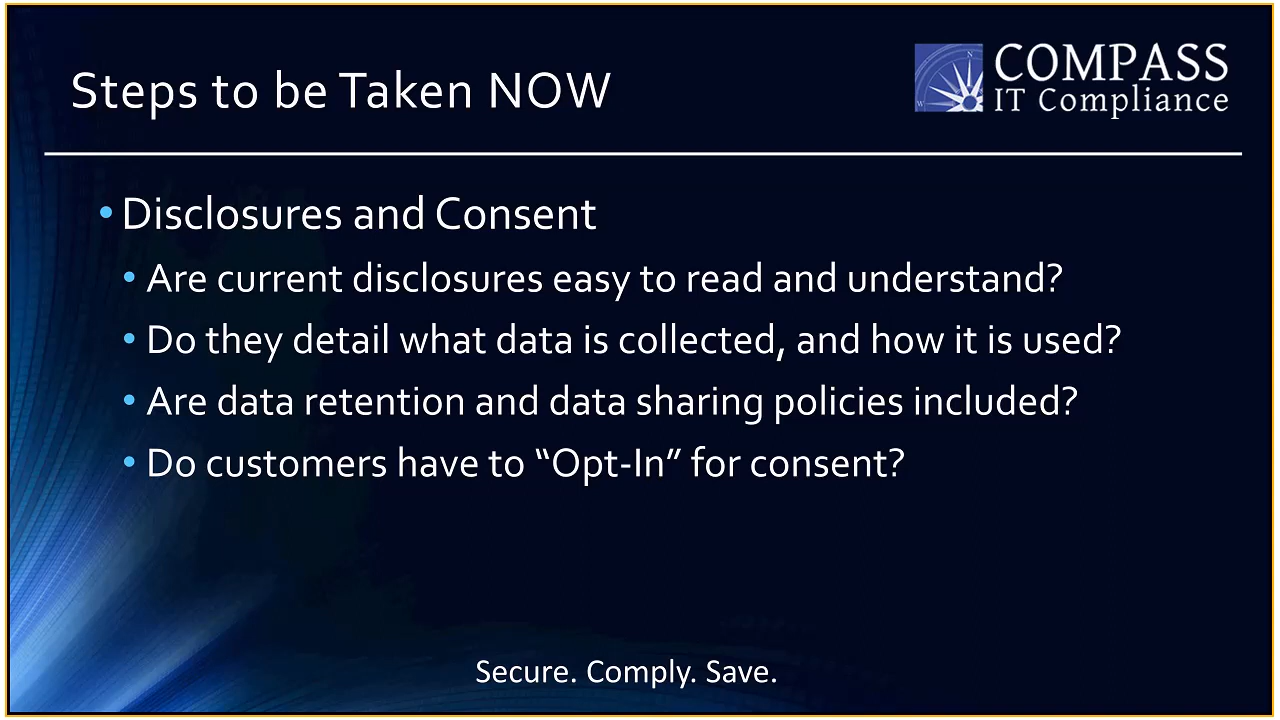 Steps to be Taken NOW
COMPASS
IT Compliance
• Disclosures and Consent
• Are current disclosures easy to read and understand?
• Do they detail what data is collected, and how it is used?
• Are data retention and data sharing policies included?
• Do customers have to “Opt-In” for consent?
Secure. Comply. Save.